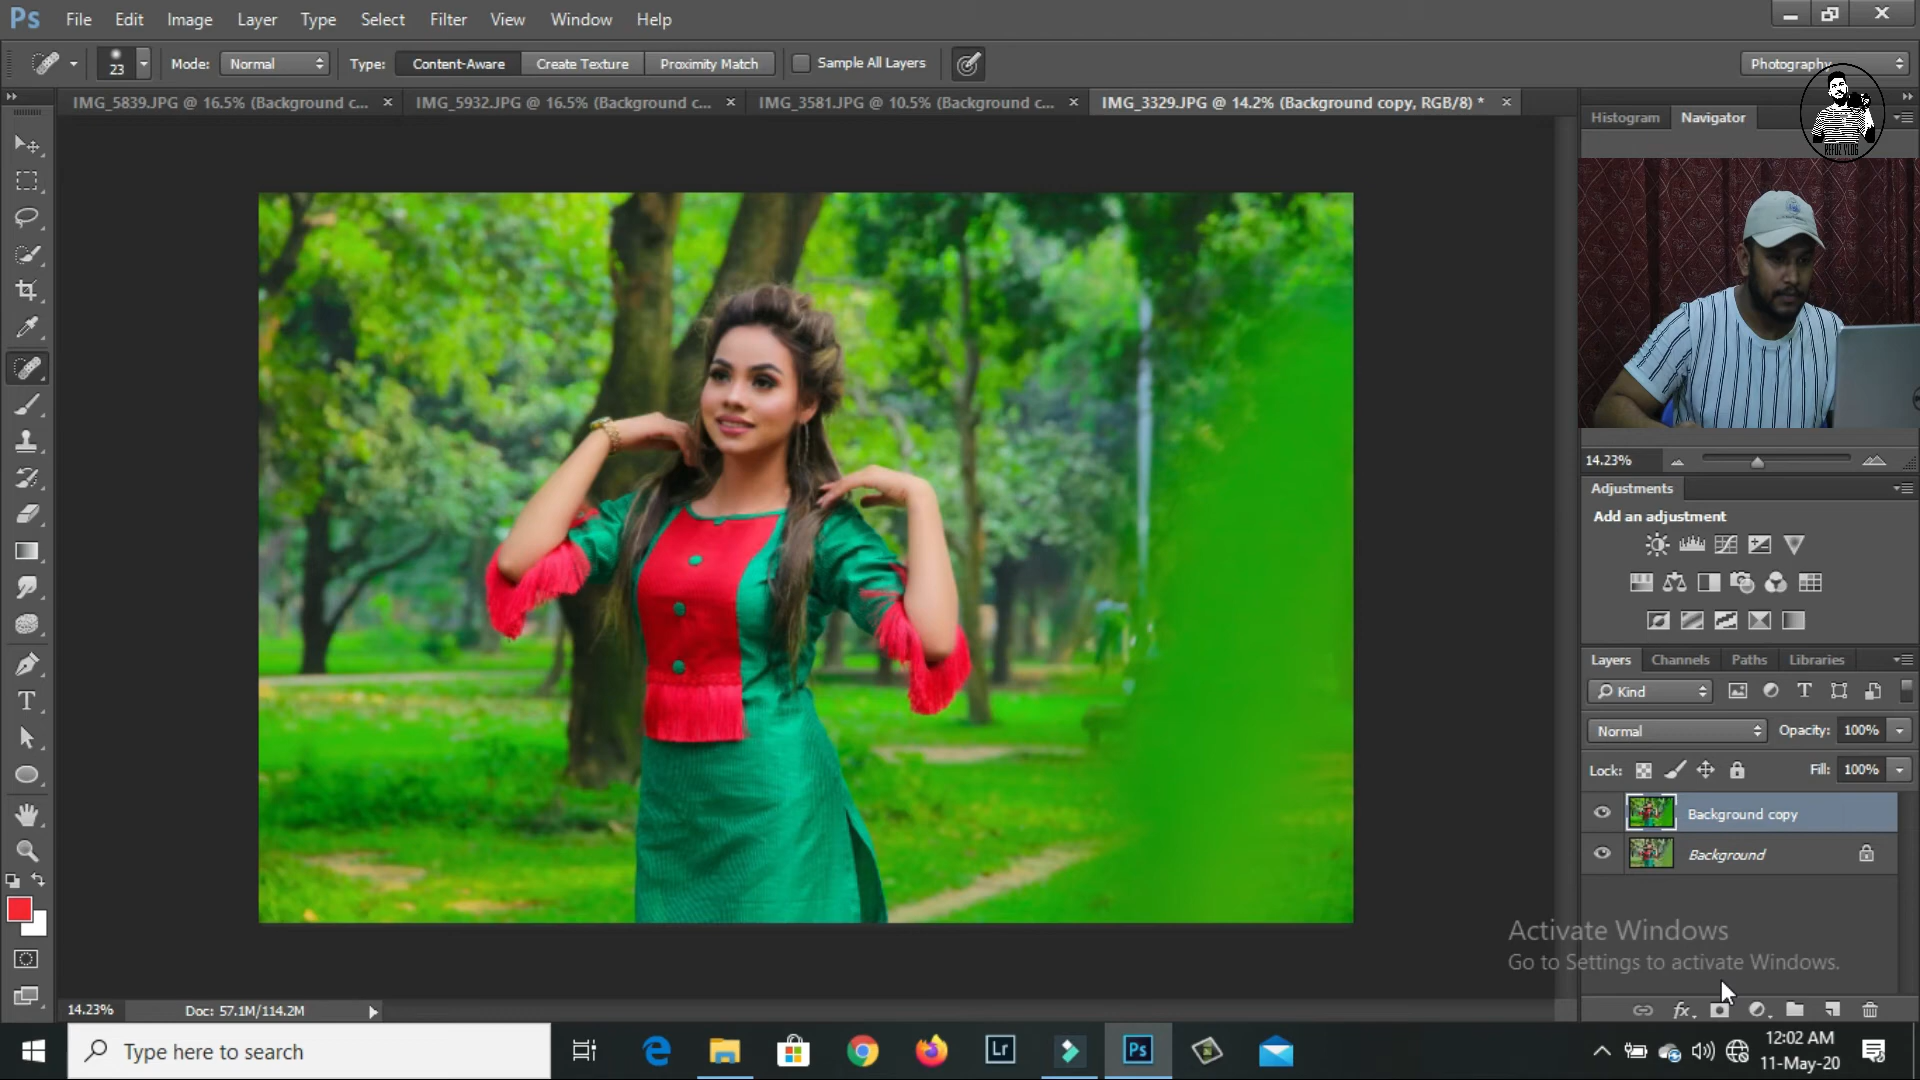 Ps File Edit Image Layer Type Select Filter View Window Help
23 Mode: Normal Type: Content-Aware Create Texture Proximity Match Sample All Layers Photography
IMG_5839.JPG @ 16.5% (Background c... × IMG_5932.JPG @ 16.5% (Background c... × IMG_3581.JPG @ 10.5% (Background c... × IMG_3329.JPG @ 14.2% (Background copy, RGB/8) * ×
Histogram Navigator
REFOZ VLOG
14.23%
Adjustments
Add an adjustment
Layers Channels Paths Libraries
Kind
Normal Opacity: 100%
Lock: Fill: 100%
Background copy
Background
Activate Windows
Go to Settings to activate Windows.
14.23% Doc: 57.1M/114.2M
fx
Type here to search
Lr
Ps
12:02 AM
11-May-20